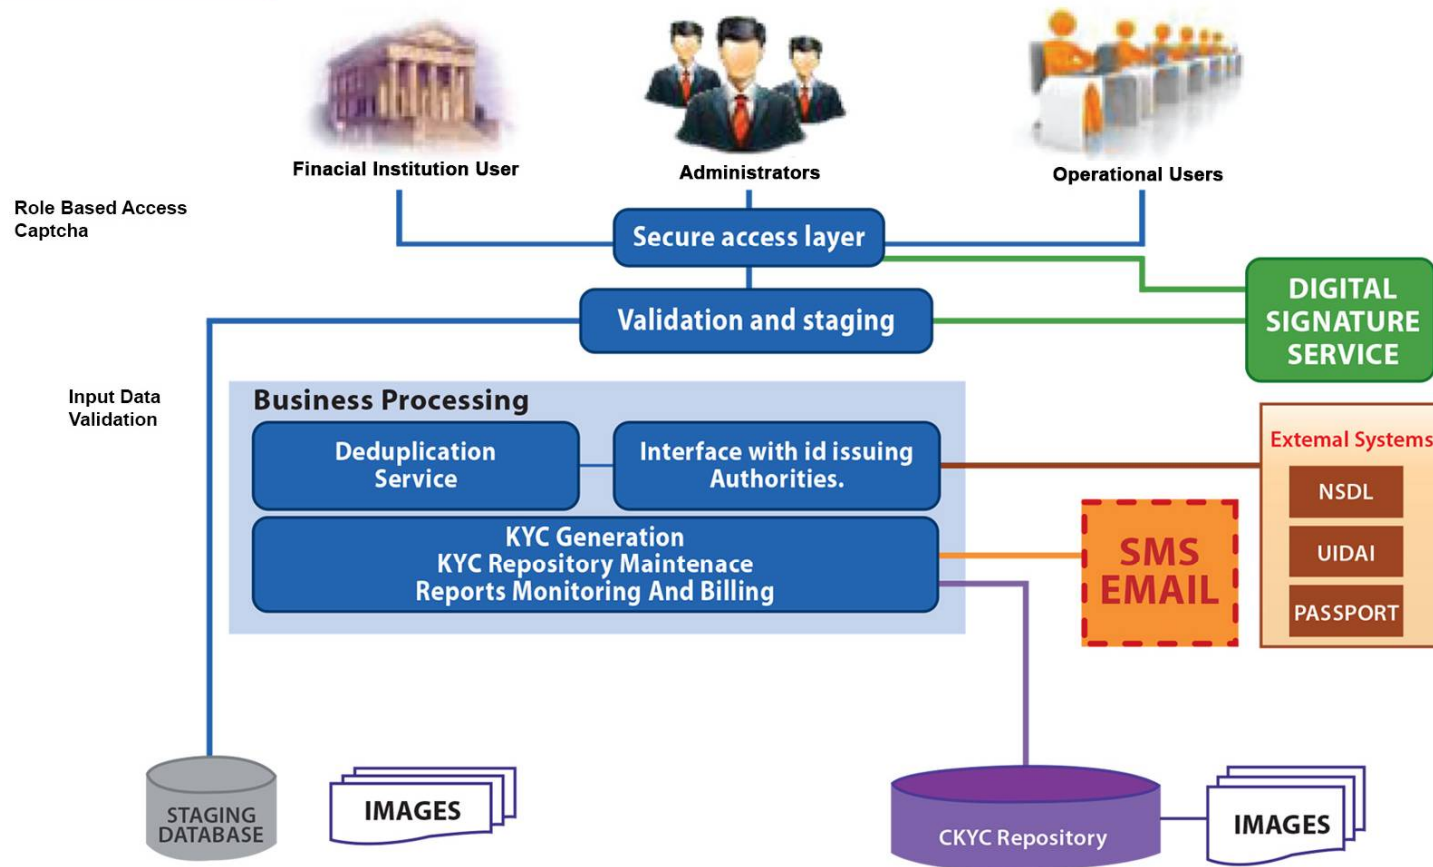 Finacial Institution User
Administrators
Operational Users
Role Based Access
Captcha
Secure access layer
Validation and staging
DIGITAL
SIGNATURE
SERVICE
Input Data
Validation
Business Processing
Deduplication
Service
Interface with id issuing
Authorities.
KYC Generation
KYC Repository Maintenace
Reports Monitoring And Billing
SMS
EMAIL
Extemal Systems
NSDL
UIDAI
PASSPORT
STAGING
DATABASE
IMAGES
CKYC Repository
IMAGES